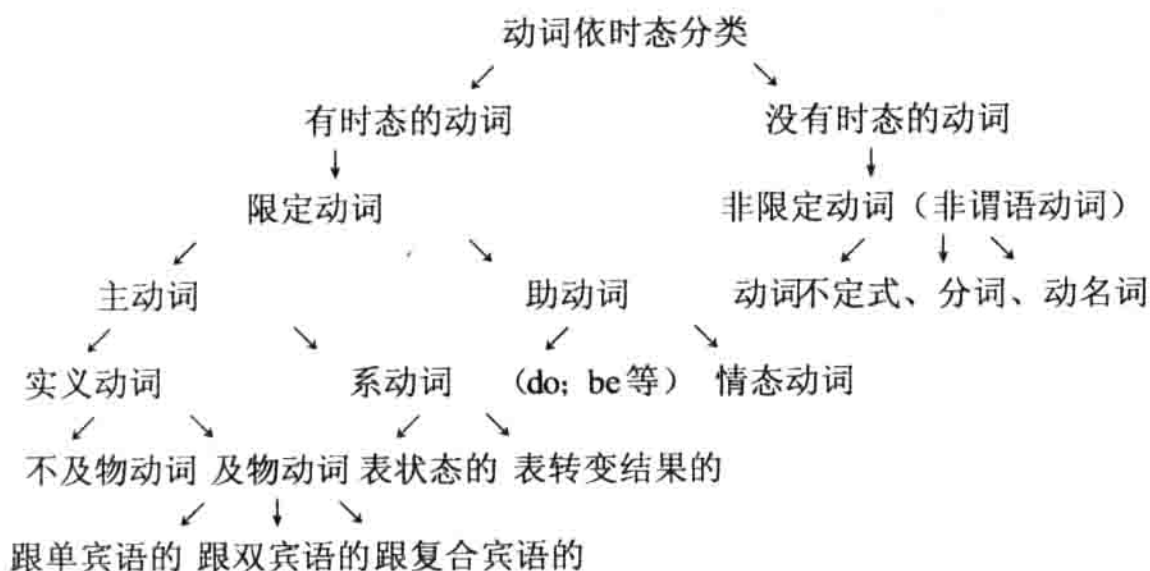 动词依时态分类
有时态的动词 没有时态的动词
限定动词 非限定动词（非谓语动词）
主动词 助动词 动词不定式、分词、动名词
实义动词 系动词 （do; be等） 情态动词
不及物动词 及物动词 表状态的 表转变结果的
跟单宾语的 跟双宾语的 跟复合宾语的